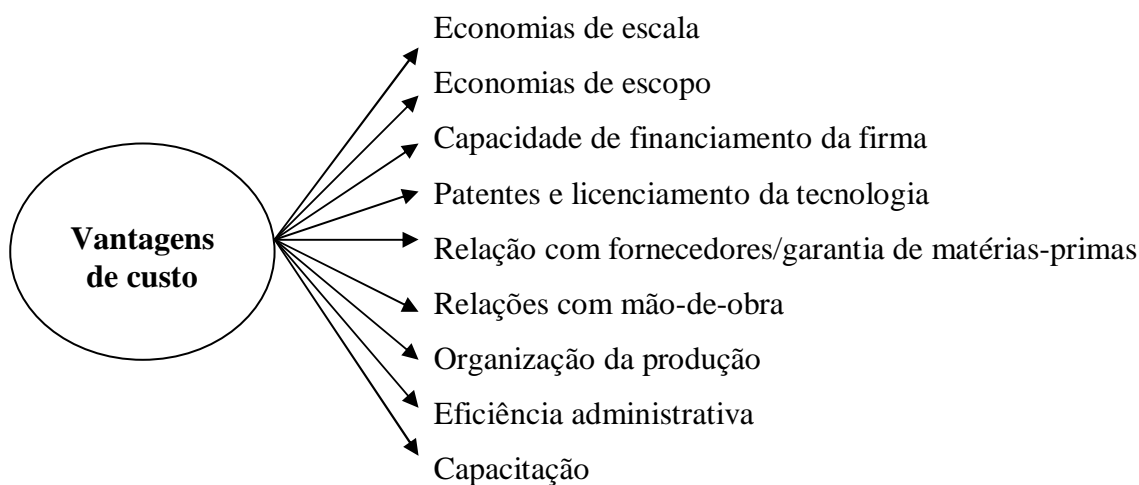 Economias de escala
Economias de escopo
Capacidade de financiamento da firma
Patentes e licenciamento da tecnologia
Vantagens
de custo
Relação com fornecedores/garantia de matérias-primas
Relações com mão-de-obra
Organização da produção
Eficiência administrativa
Capacitação